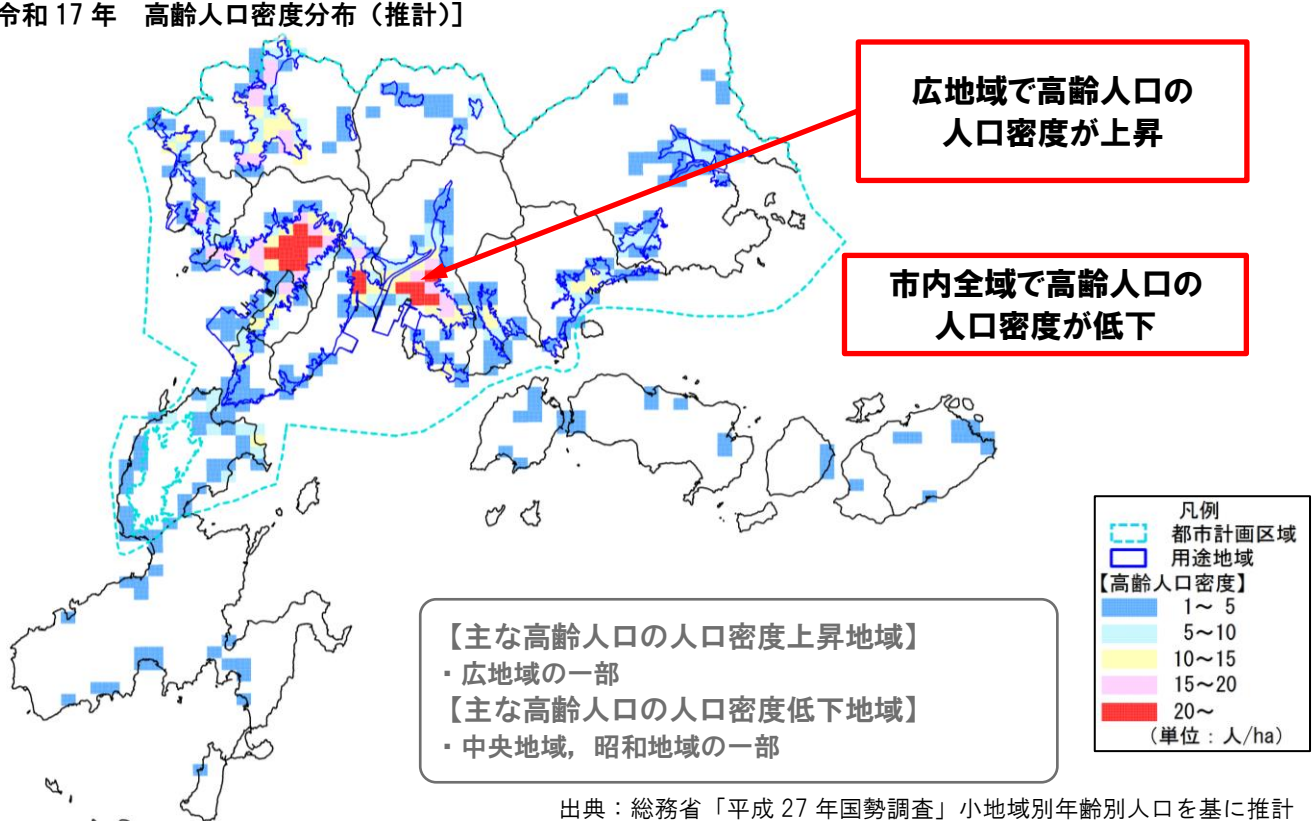 令和17年　高齢人口密度分布（推計）]
広地域で高齢人口の
人口密度が上昇
市内全域で高齢人口の
人口密度が低下
凡例
都市計画区域
用途地域
【高齢人口密度】
1～ 5
5～10
10～15
15～20
20～
（単位：人/ha）
【主な高齢人口の人口密度上昇地域】
・広地域の一部
【主な高齢人口の人口密度低下地域】
・中央地域，昭和地域の一部
出典：総務省「平成27年国勢調査」小地域別年齢別人口を基に推計